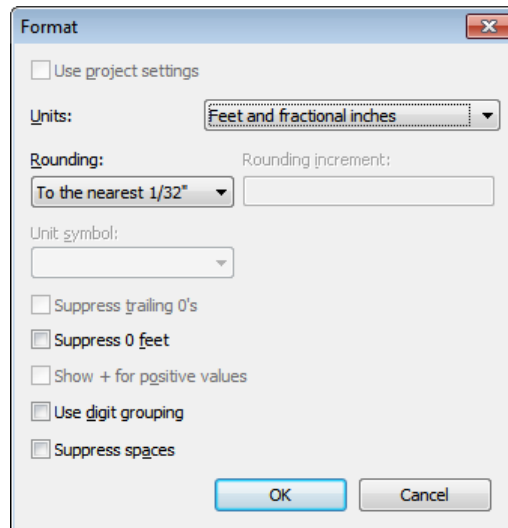 Format
Use project settings
Units:
Feet and fractional inches
Rounding:
Rounding increment:
To the nearest 1/32"
Unit symbol:
Suppress trailing 0's
Suppress 0 feet
Show + for positive values
Use digit grouping
Suppress spaces
OK
Cancel